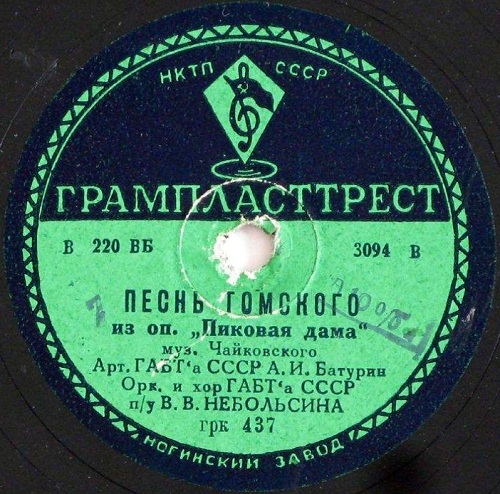 НКТП СССР
ГРАМПЛАСТТРЕСТ
В 220 ВБ 3094 В
ПЕСНЬ ТОМСКОГО
из оп. „Пиковая дама"
муз. Чайковского
Арт. ГАБТ'а СССР А. И. Батурин
Орк. и хор ГАБТ'а СССР
п/у В. В. НЕБОЛЬСИНА
грк 437
НОГИНСКИЙ ЗАВОД